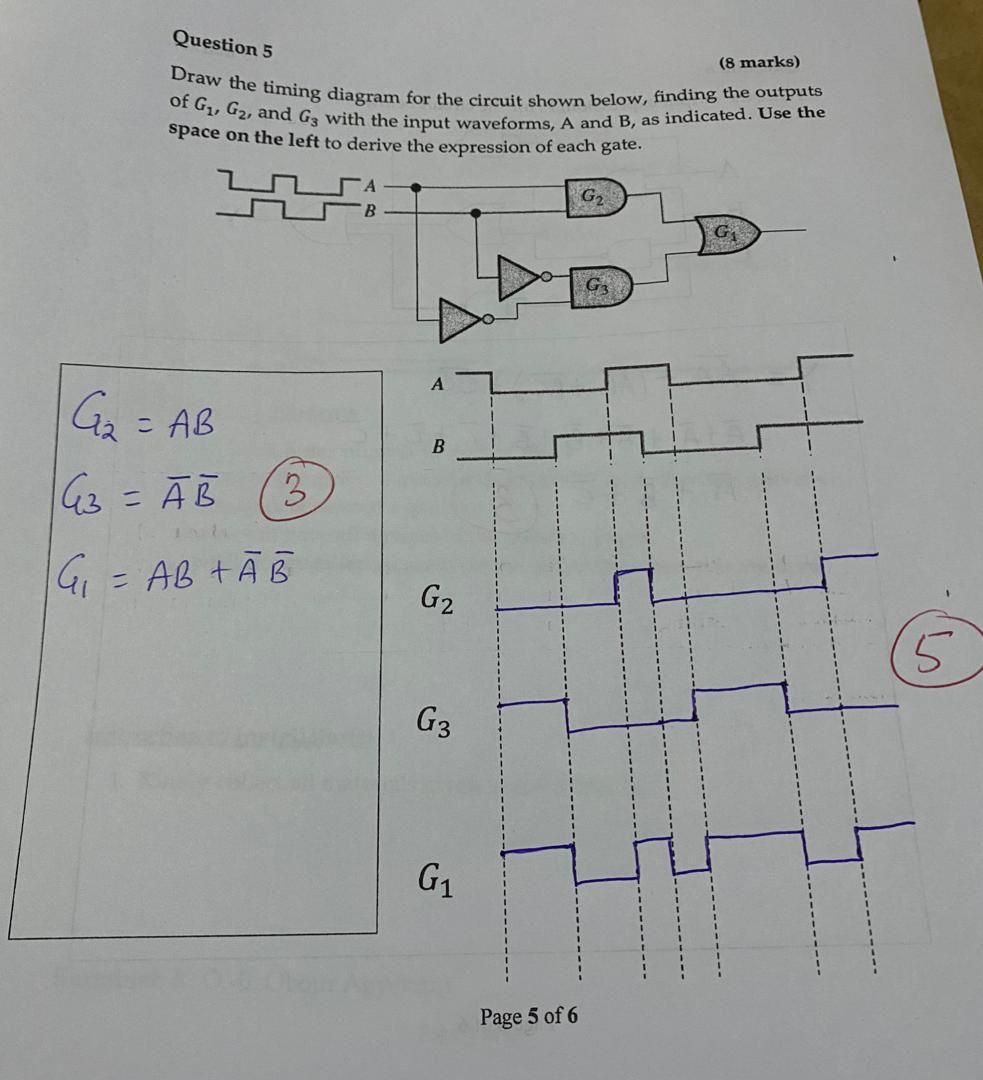 Question 5
(8 marks)
Draw the timing diagram for the circuit shown below, finding the outputs
of G₁, G₂, and G₃ with the input waveforms, A and B, as indicated. Use the
space on the left to derive the expression of each gate.
A
B
G₂
G₁
G₃
A
B
G₂ = AB
G₃ = A̅ B̅ 3
G₁ = AB + A̅ B̅
G₂
5
G₃
G₁
Page 5 of 6